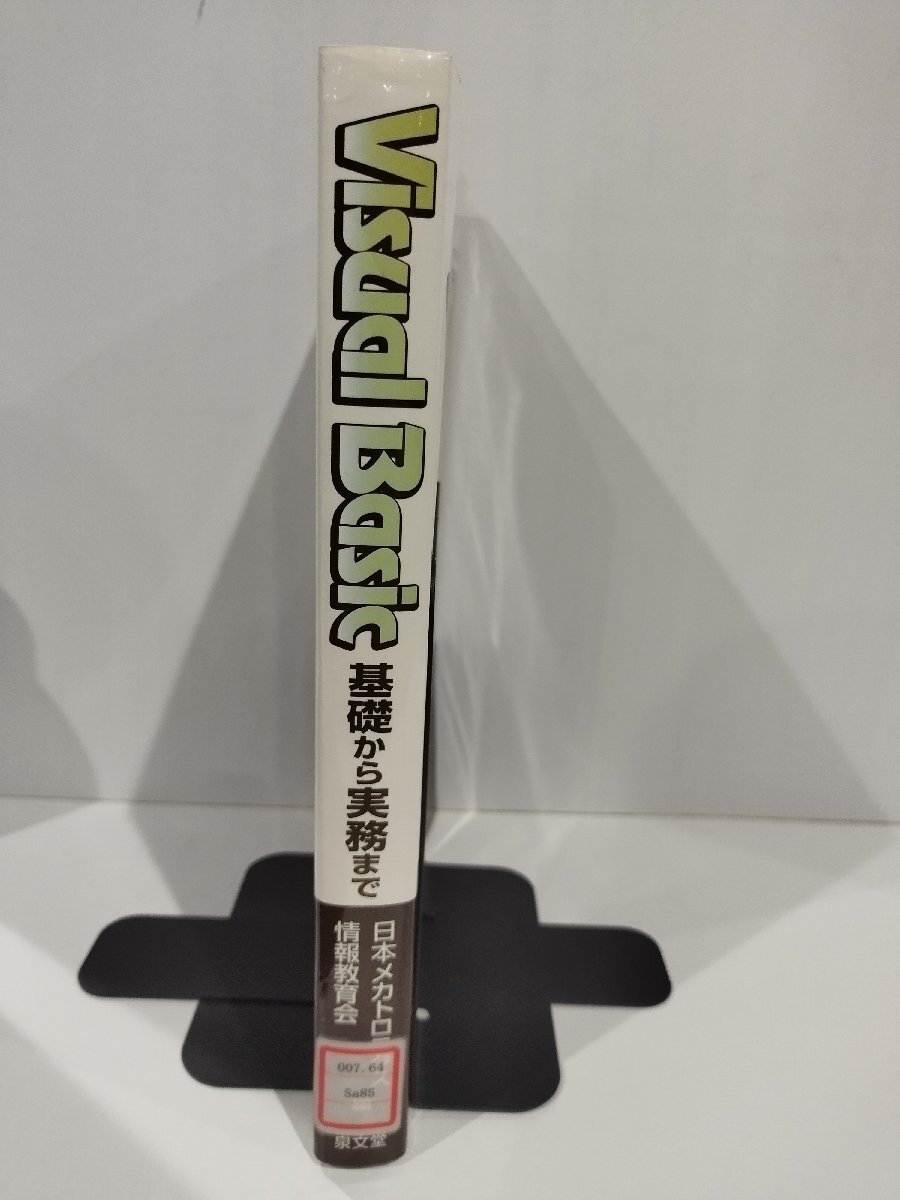 Visual Basic
基礎から実務まで
日本メカトロ
情報教育会
007.64
Sa85
泉文堂